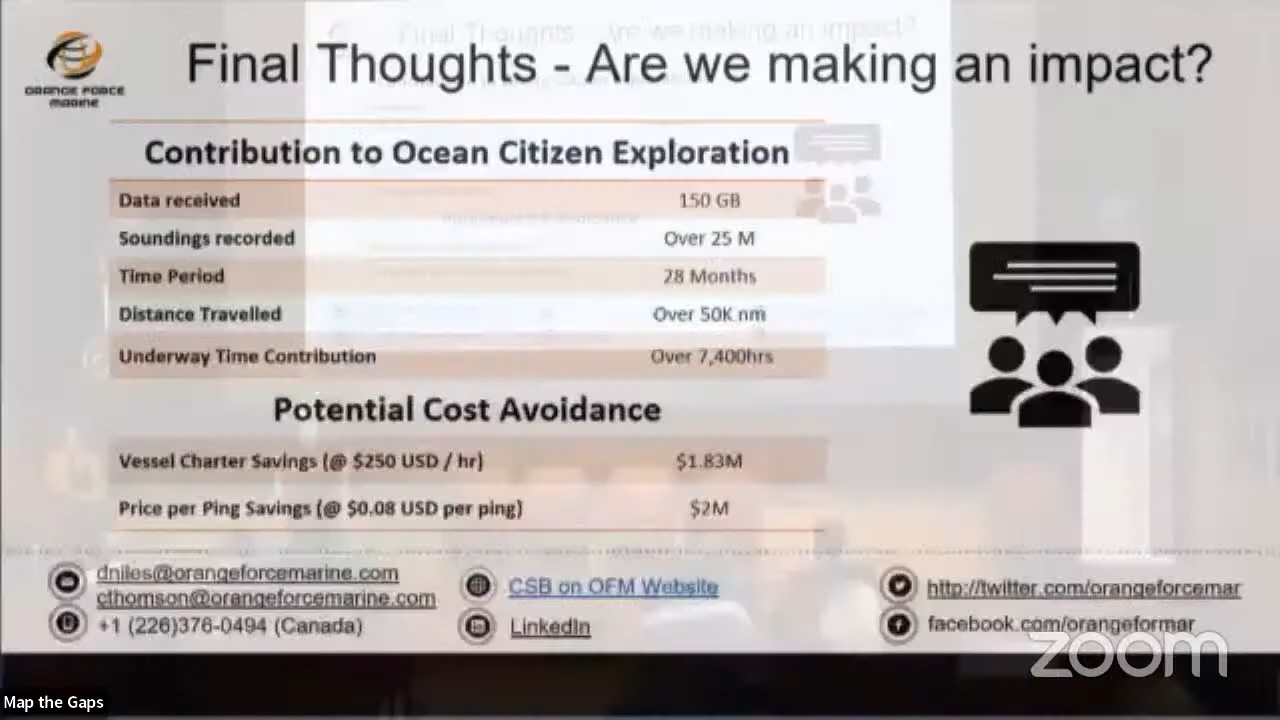 ORANGE FORCE
MARINE
Final Thoughts - Are we making an impact?
Contribution to Ocean Citizen Exploration
Data received 150 GB
Soundings recorded Over 25 M
Time Period 28 Months
Distance Travelled Over 50K nm
Underway Time Contribution Over 7,400hrs
Potential Cost Avoidance
Vessel Charter Savings (@ $250 USD / hr) $1.83M
Price per Ping Savings (@ $0.08 USD per ping) $2M
dniles@orangeforcemarine.com
cthomson@orangeforcemarine.com
+1 (226)376-0494 (Canada)
CSB on OFM Website
LinkedIn
http://twitter.com/orangeforcemar
facebook.com/orangeformar
zoom
Map the Gaps